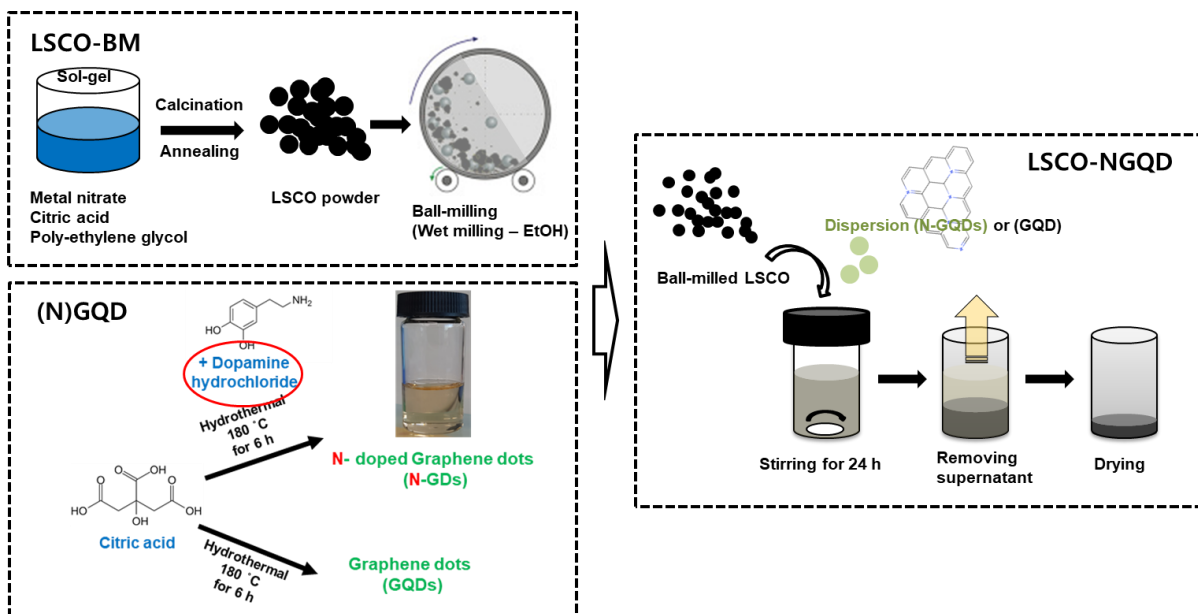 LSCO-BM
Sol-gel
Calcination
Annealing
Metal nitrate
Citric acid
Poly-ethylene glycol
LSCO powder
Ball-milling
(Wet milling – EtOH)
(N)GQD
NH2
HO
OH
+ Dopamine
hydrochloride
Hydrothermal
180 ˚C
for 6 h
N- doped Graphene dots
(N-GDs)
O
OH
O
O
HO
OH
OH
Citric acid
Hydrothermal
180 ˚C
for 6 h
Graphene dots
(GQDs)
LSCO-NGQD
Dispersion (N-GQDs) or (GQD)
Ball-milled LSCO
Stirring for 24 h
Removing
supernatant
Drying